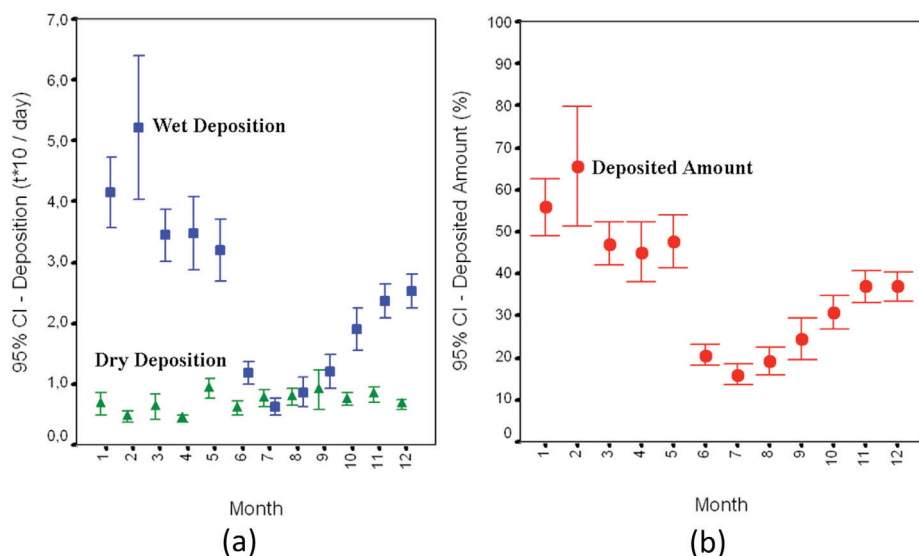 95% CI - Deposition (t*10 / day)
7,0
6,0
5,0
4,0
3,0
2,0
1,0
0,0
Wet Deposition
Dry Deposition
1 2 3 4 5 6 7 8 9 10 11 12
Month
(a)
95% CI - Deposited Amount (%)
100
90
80
70
60
50
40
30
20
10
0
Deposited Amount
1 2 3 4 5 6 7 8 9 10 11 12
Month
(b)